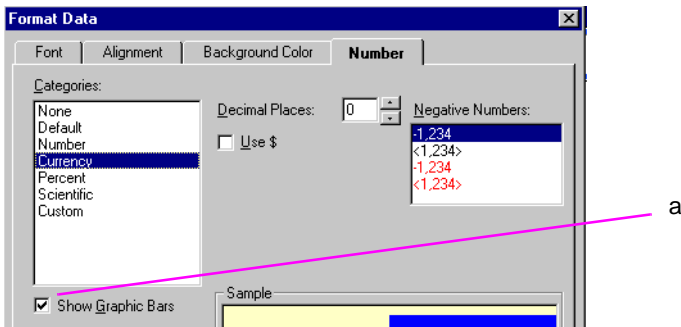 Format Data
Font Alignment Background Color Number
Categories:
None
Default
Number
Currency
Percent
Scientific
Custom
Decimal Places: 0
Use $
Negative Numbers:
-1,234
<1,234>
-1,234
<1,234>
a
Show Graphic Bars
Sample